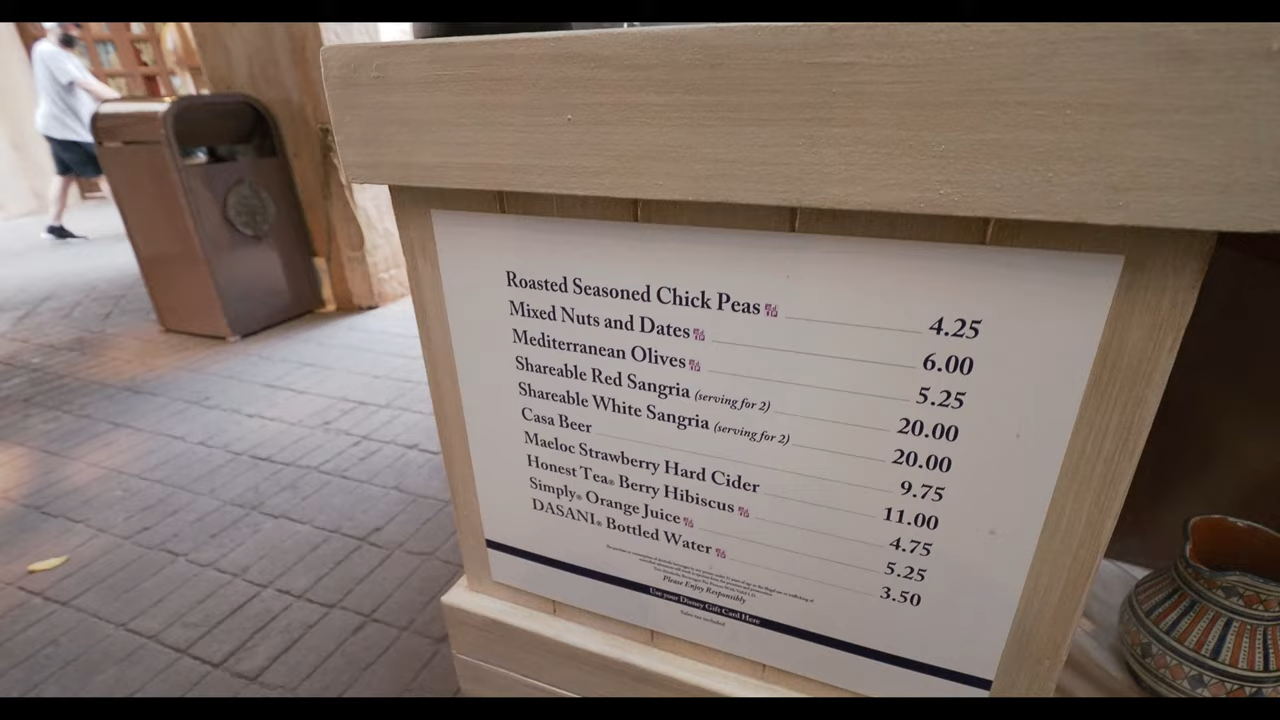 Roasted Seasoned Chick Peas 4.25
Mixed Nuts and Dates 6.00
Mediterranean Olives 5.25
Shareable Red Sangria (serving for 2) 20.00
Shareable White Sangria (serving for 2) 20.00
Casa Beer 9.75
Maeloc Strawberry Hard Cider 11.00
Honest Tea® Berry Hibiscus 4.75
Simply® Orange Juice 5.25
DASANI® Bottled Water 3.50
Please Enjoy Responsibly
Use your Disney Gift Card Here
Sales tax included